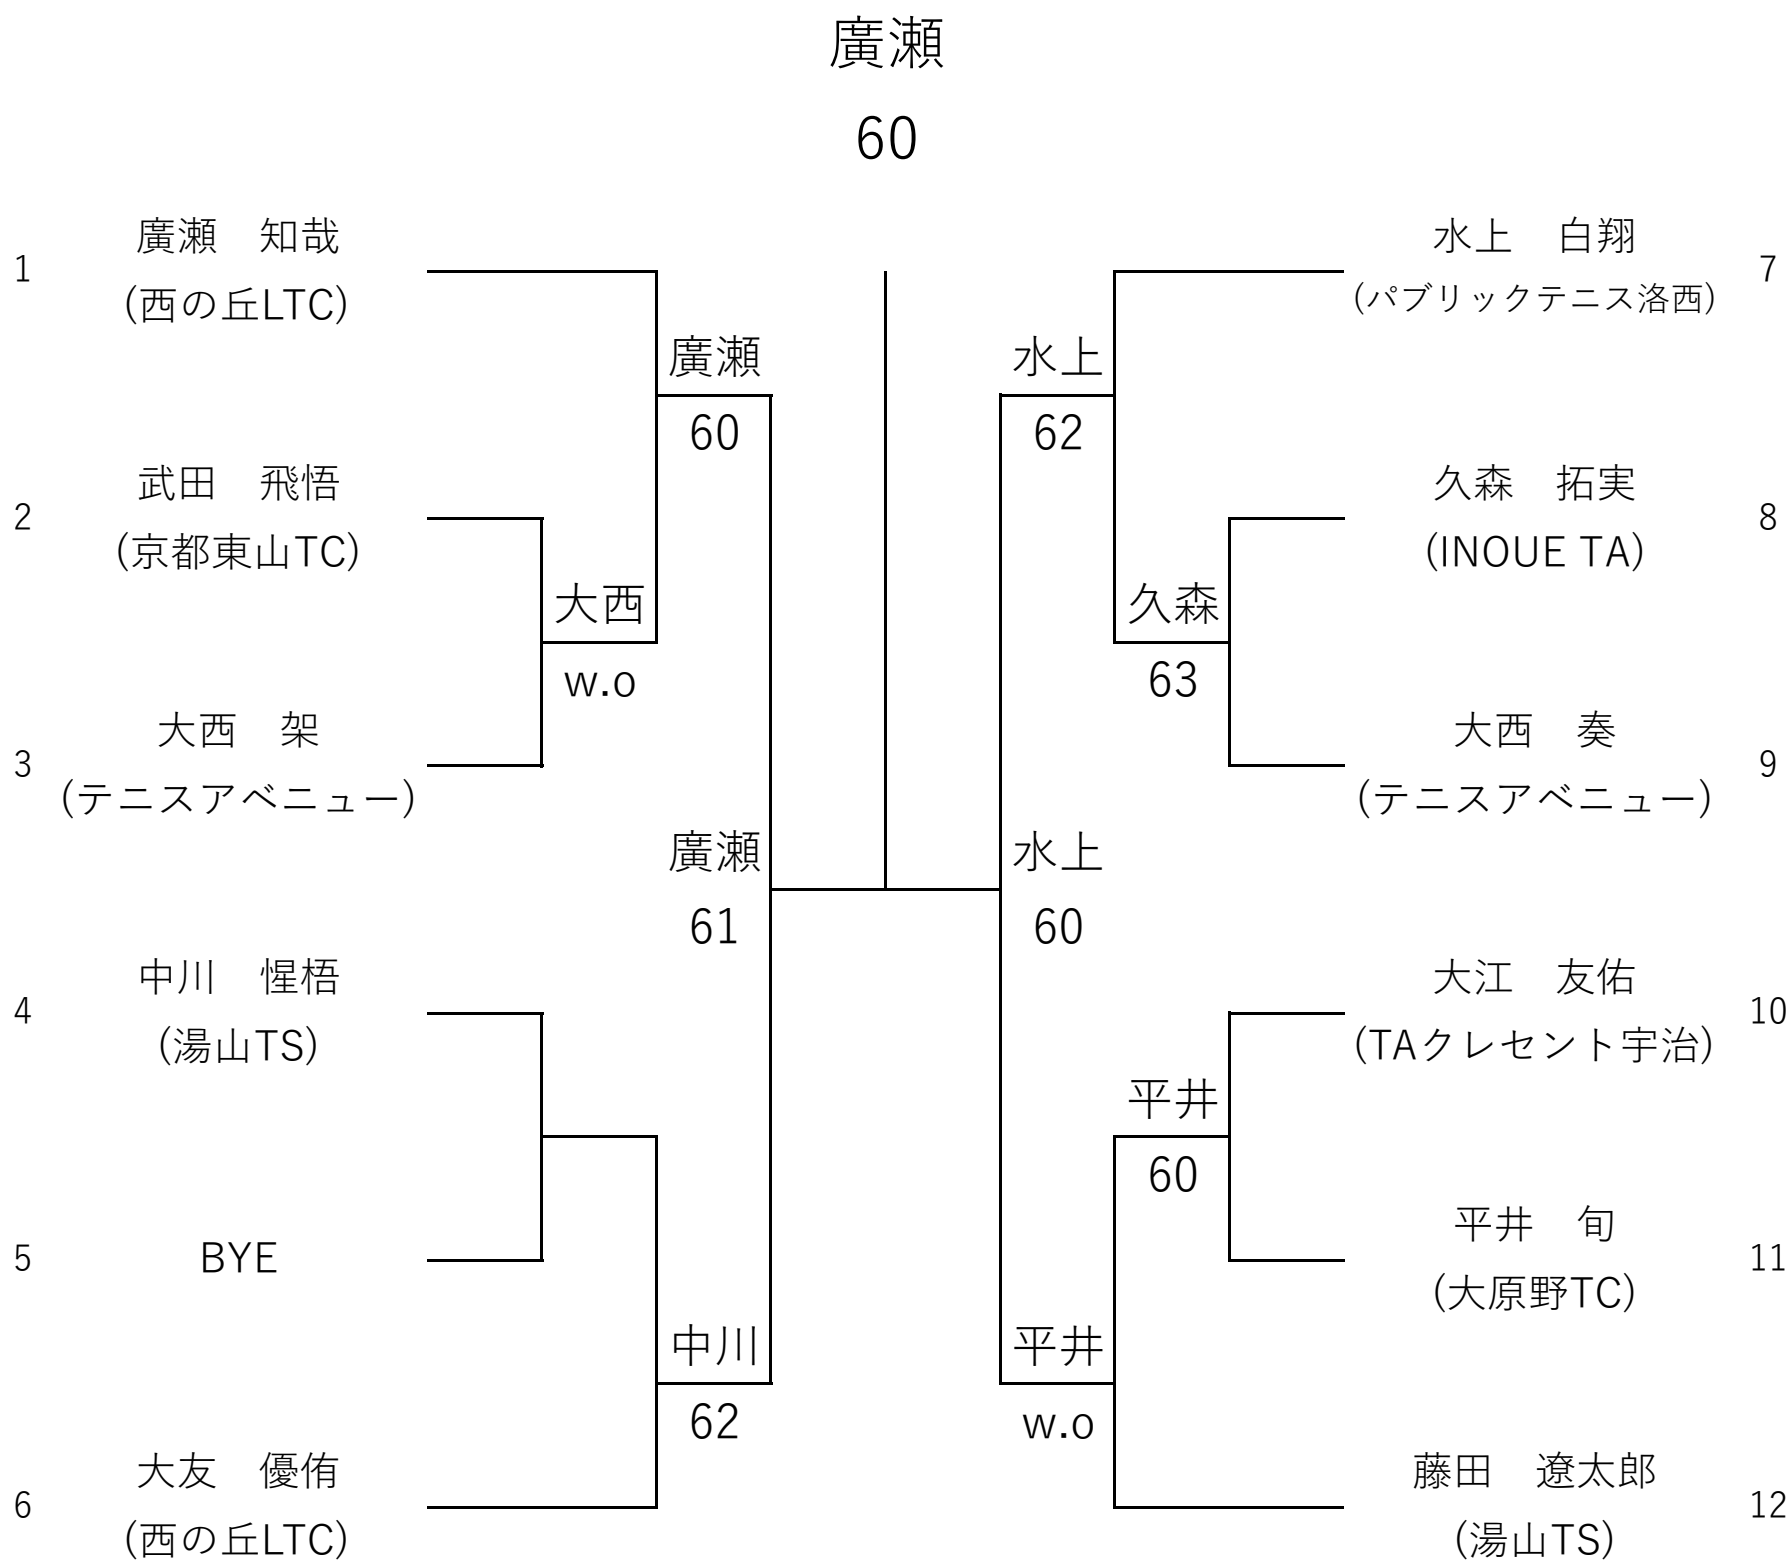 廣瀬
60
1
廣瀬　知哉
(西の丘LTC)
廣瀬
60
2
武田　飛悟
(京都東山TC)
大西
w.o
3
大西　架
(テニスアベニュー)
廣瀬
61
4
中川　惺梧
(湯山TS)
5
BYE
中川
62
6
大友　優侑
(西の丘LTC)
水上　白翔
(パブリックテニス洛西)
7
水上
62
久森　拓実
(INOUE TA)
8
久森
63
大西　奏
(テニスアベニュー)
9
水上
60
大江　友佑
(TAクレセント宇治)
10
平井
60
平井　旬
(大原野TC)
11
平井
w.o
藤田　遼太郎
(湯山TS)
12